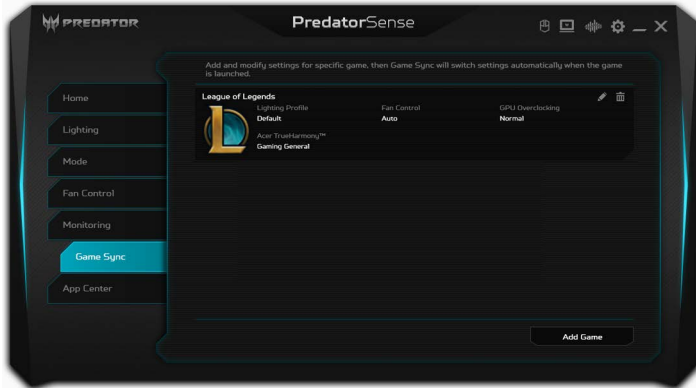 PREDATOR
PredatorSense
Add and modify settings for specific game, then Game Sync will switch settings automatically when the game
is launched.
Home
Lighting
Mode
Fan Control
Monitoring
Game Sync
App Center
League of Legends
Lighting Profile
Default
Fan Control
Auto
GPU Overclocking
Normal
Acer TrueHarmony™
Gaming General
Add Game